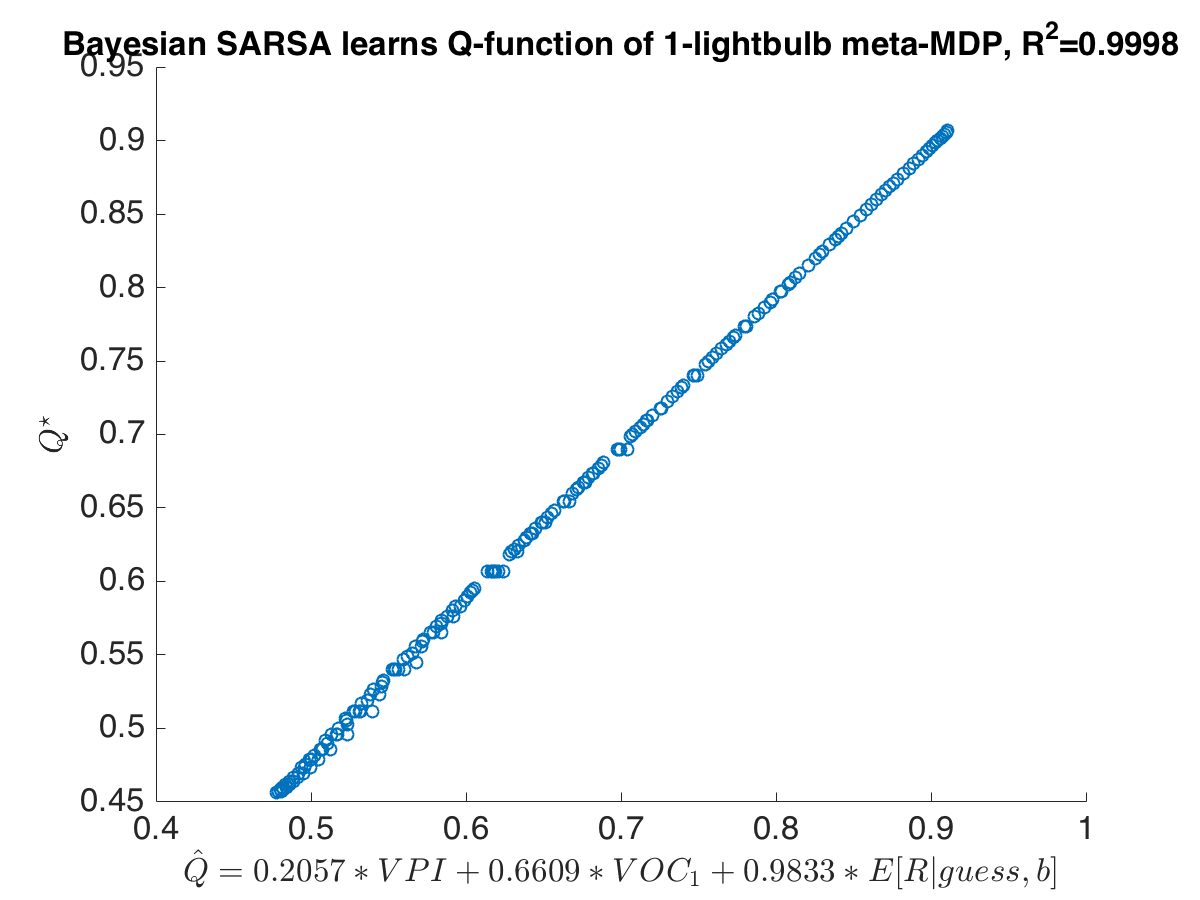 Bayesian SARSA learns Q-function of 1-lightbulb meta-MDP, R²=0.9998
0.95
0.9
0.85
0.8
0.75
0.7
0.65
0.6
0.55
0.5
0.45
Q⋆
0.4 0.5 0.6 0.7 0.8 0.9 1
Q̂ = 0.2057 ∗ VPI + 0.6609 ∗ VOC₁ + 0.9833 ∗ E[R|guess, b]